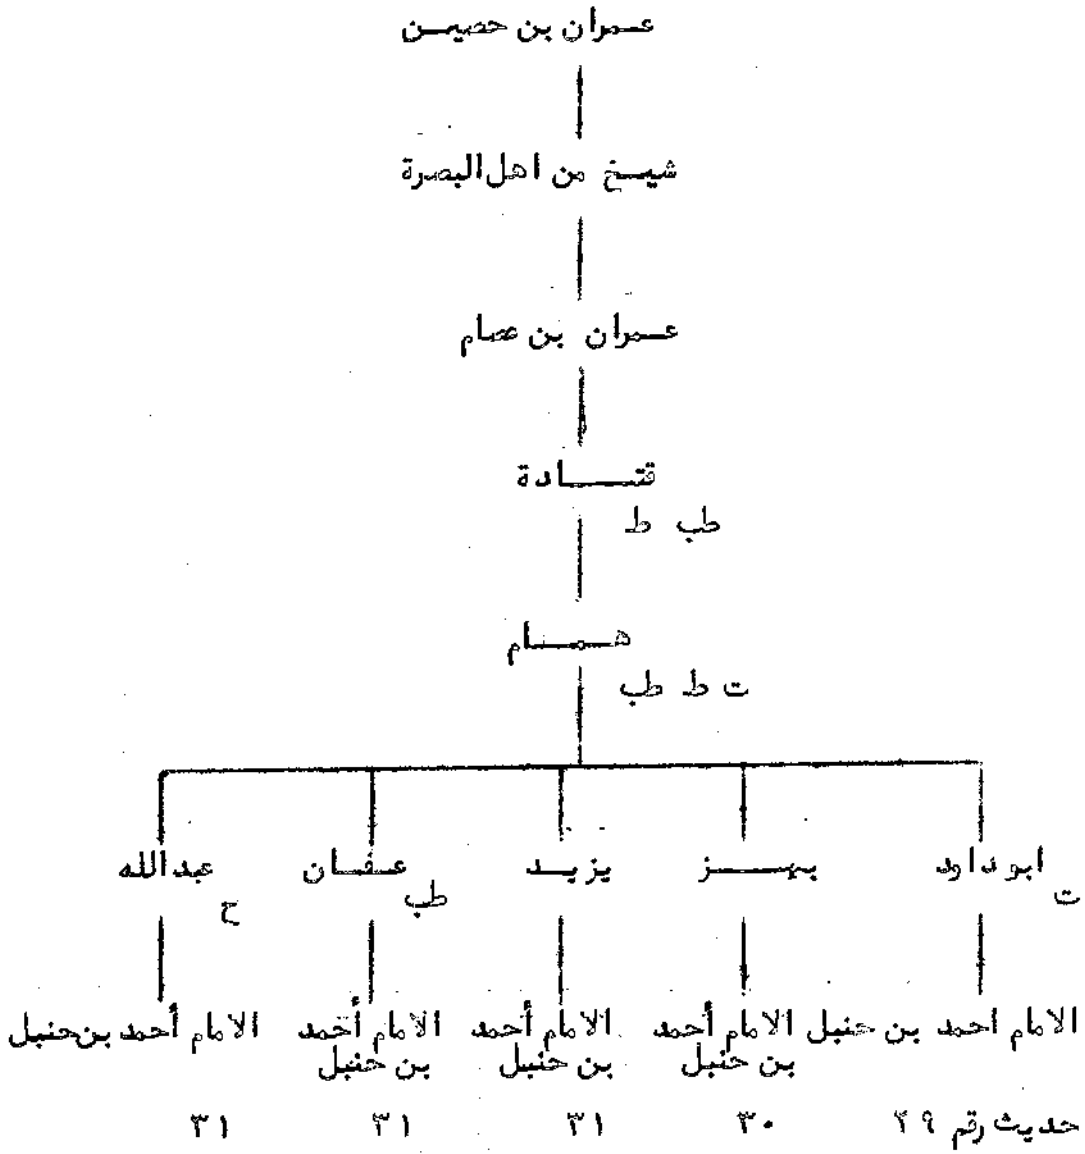 عمران بن حصين
شيخ من اهل البصرة
عمران بن عصام
قتادة
طب ط
همام
ت ط طب
ابو داود بهز يزيد عفان عبدالله
ت طب ح
الامام احمد بن حنبل الامام أحمد الامام أحمد الامام أحمد الامام أحمد بن حنبل
بن حنبل بن حنبل بن حنبل
حديث رقم ٢٩ ٣٠ ٣١ ٣١ ٣١